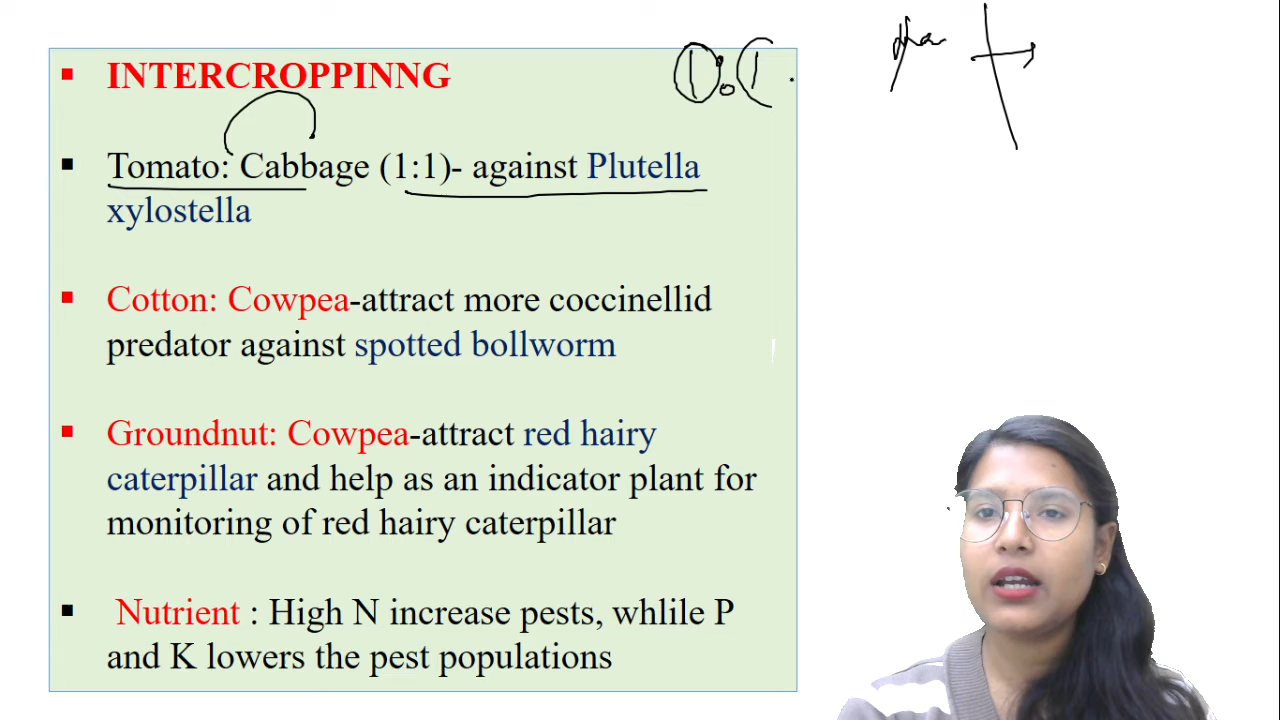 INTERCROPPINNG
1:1
Tomato: Cabbage (1:1)- against Plutella
xylostella
Cotton: Cowpea-attract more coccinellid
predator against spotted bollworm
Groundnut: Cowpea-attract red hairy
caterpillar and help as an indicator plant for
monitoring of red hairy caterpillar
Nutrient : High N increase pests, whlile P
and K lowers the pest populations